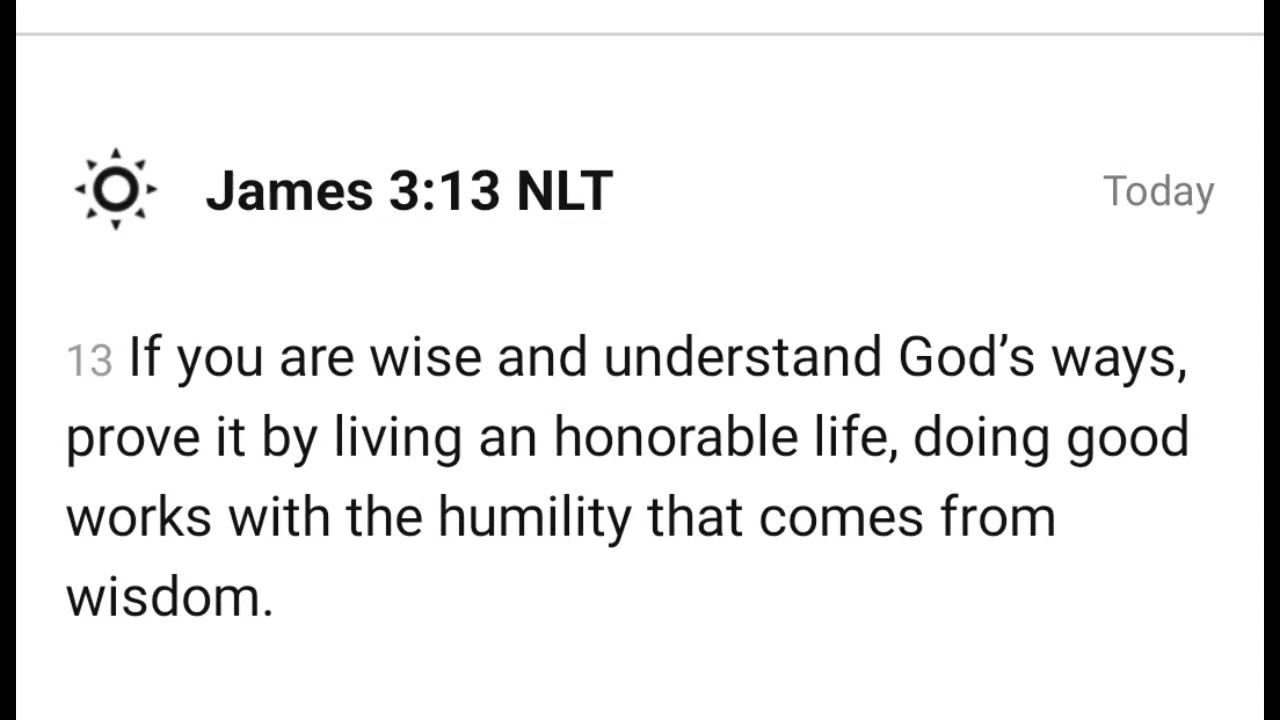 James 3:13 NLT
Today
13 If you are wise and understand God’s ways,
prove it by living an honorable life, doing good
works with the humility that comes from
wisdom.